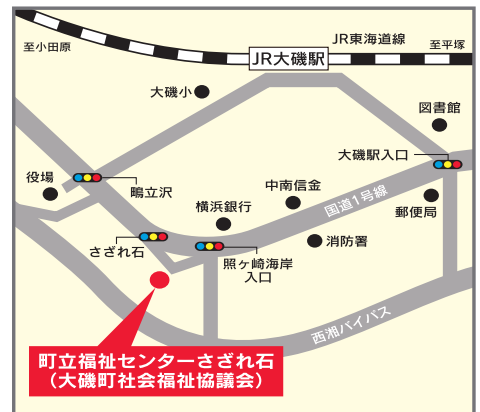 JR東海道線
至小田原
JR大磯駅
至平塚
大磯小
図書館
大磯駅入口
役場
鴫立沢
中南信金
国道1号線
横浜銀行
郵便局
さざれ石
消防署
照ヶ崎海岸
入口
西湘バイパス
町立福祉センターさざれ石
(大磯町社会福祉協議会)